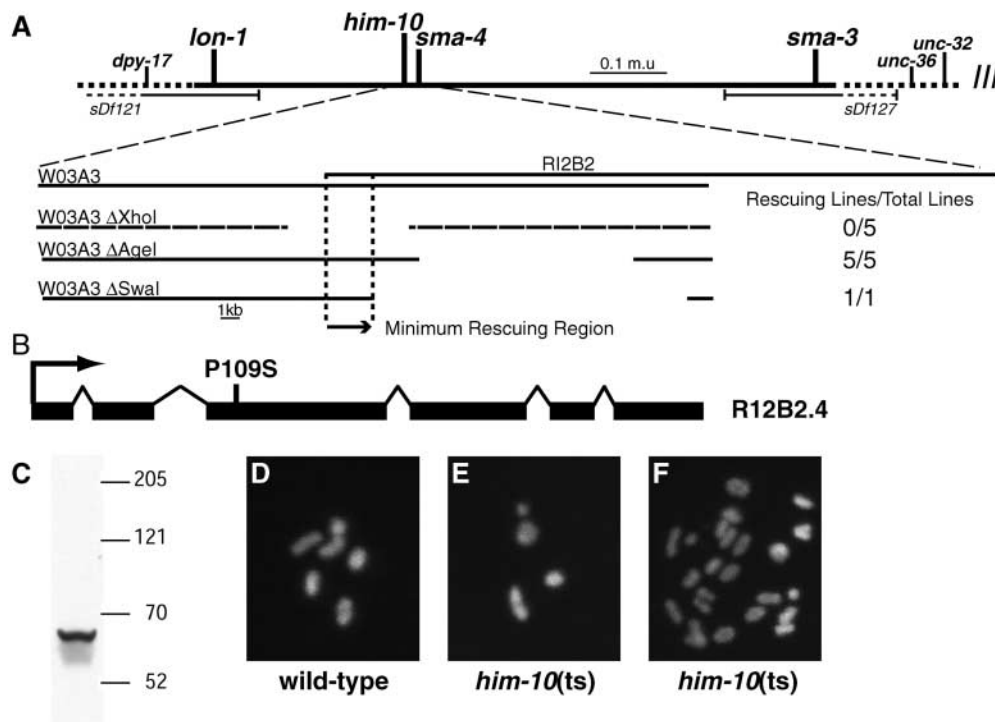 A
lon-1
him-10
sma-4
sma-3
dpy-17
unc-36
unc-32
0.1 m.u
sDf121
sDf127
W03A3
RI2B2
Rescuing Lines/Total Lines
W03A3 ΔXhoI
0/5
W03A3 ΔAgeI
5/5
W03A3 ΔSwaI
1/1
1kb
Minimum Rescuing Region
B
P109S
R12B2.4
C
205
121
70
52
D
wild-type
E
him-10(ts)
F
him-10(ts)